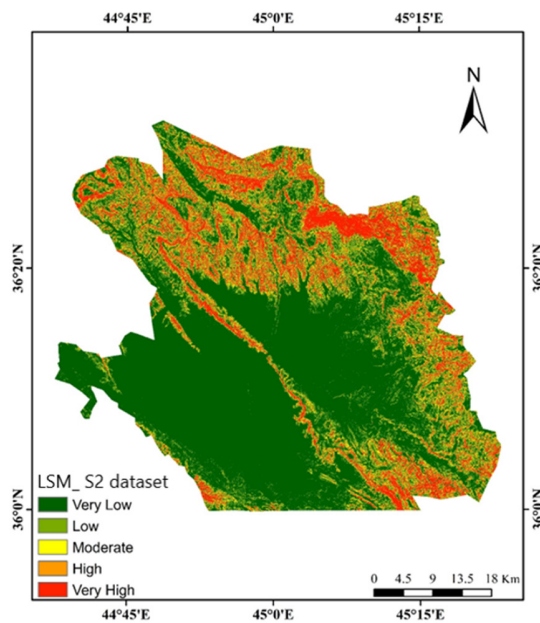 44°45'E 45°0'E 45°15'E
N
36°20'N 36°20'N
LSM_ S2 dataset
Very Low
Low
Moderate
High
Very High
36°0'N 36°0'N
0 4.5 9 13.5 18 Km
44°45'E 45°0'E 45°15'E